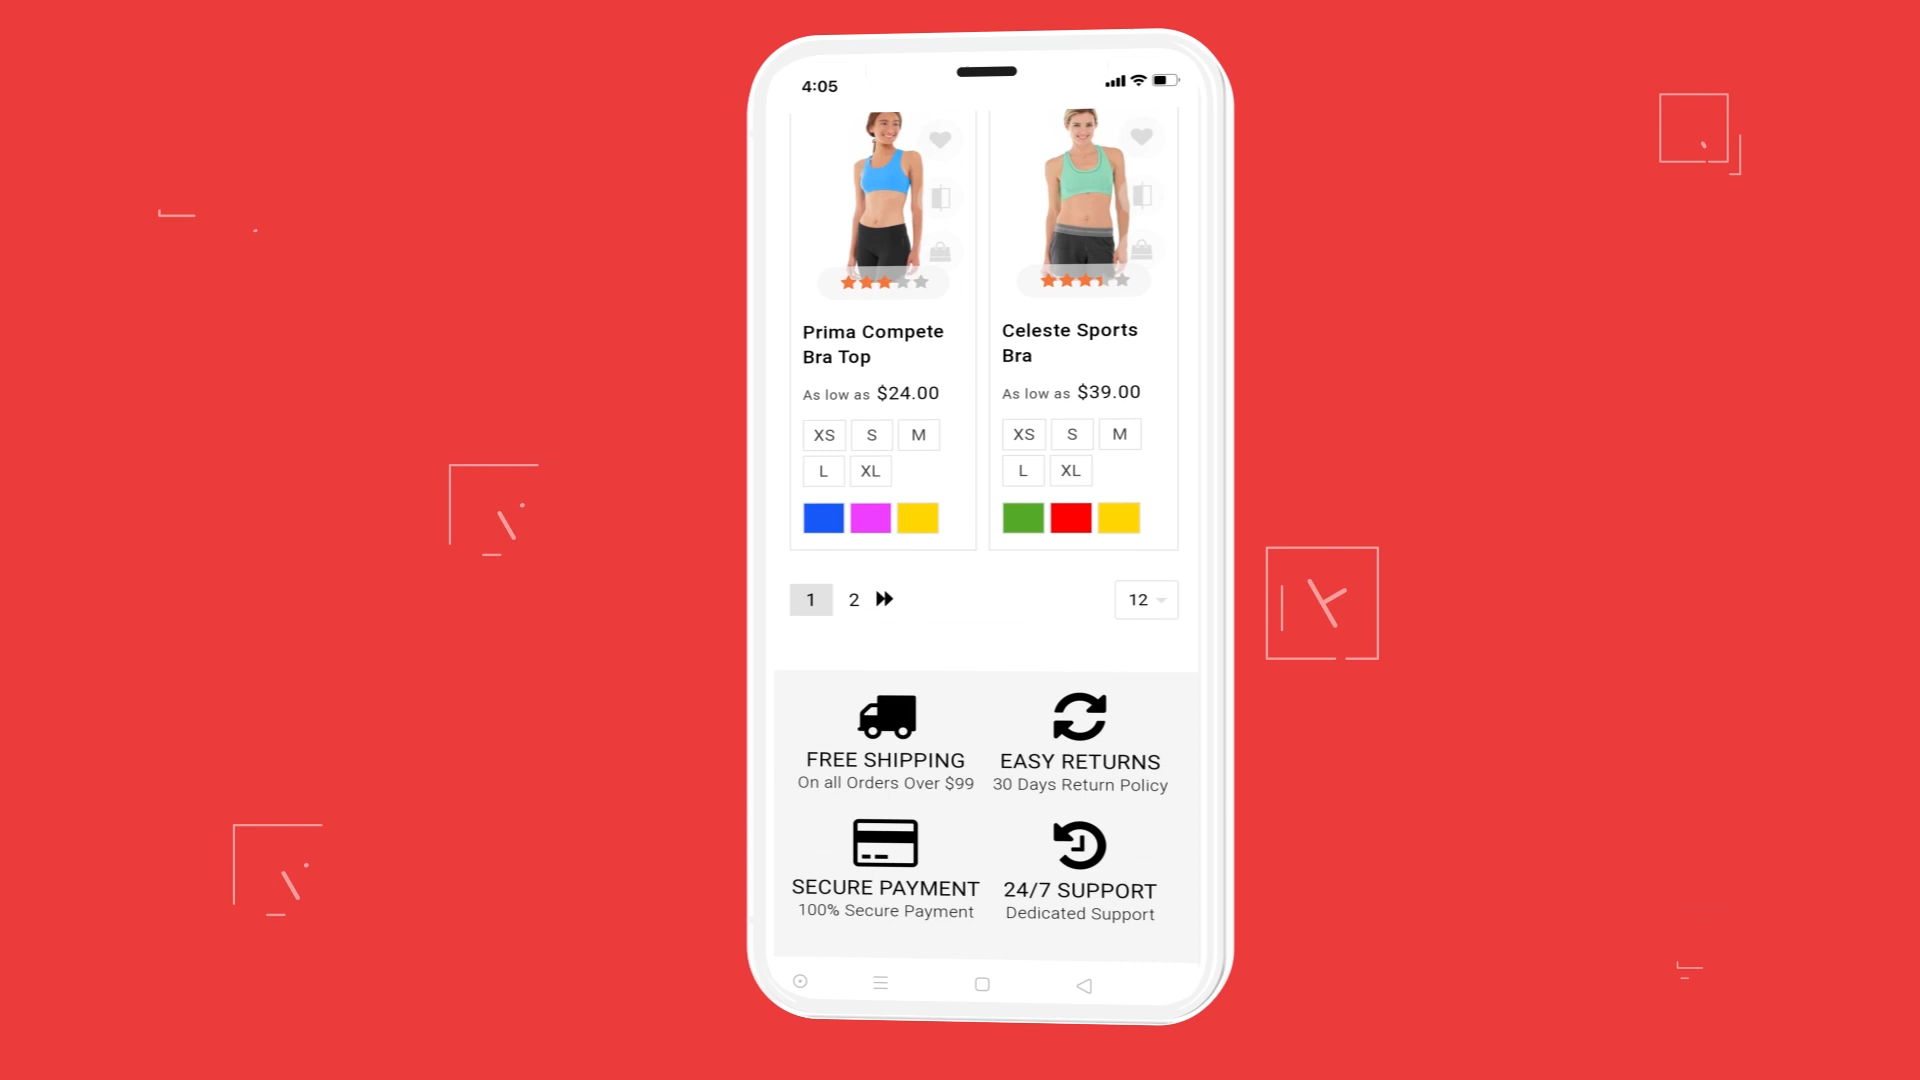 4:05
Prima Compete
Bra Top
As low as $24.00
XS S M
L XL
Celeste Sports
Bra
As low as $39.00
XS S M
L XL
1 2
12
FREE SHIPPING
On all Orders Over $99
EASY RETURNS
30 Days Return Policy
SECURE PAYMENT
100% Secure Payment
24/7 SUPPORT
Dedicated Support